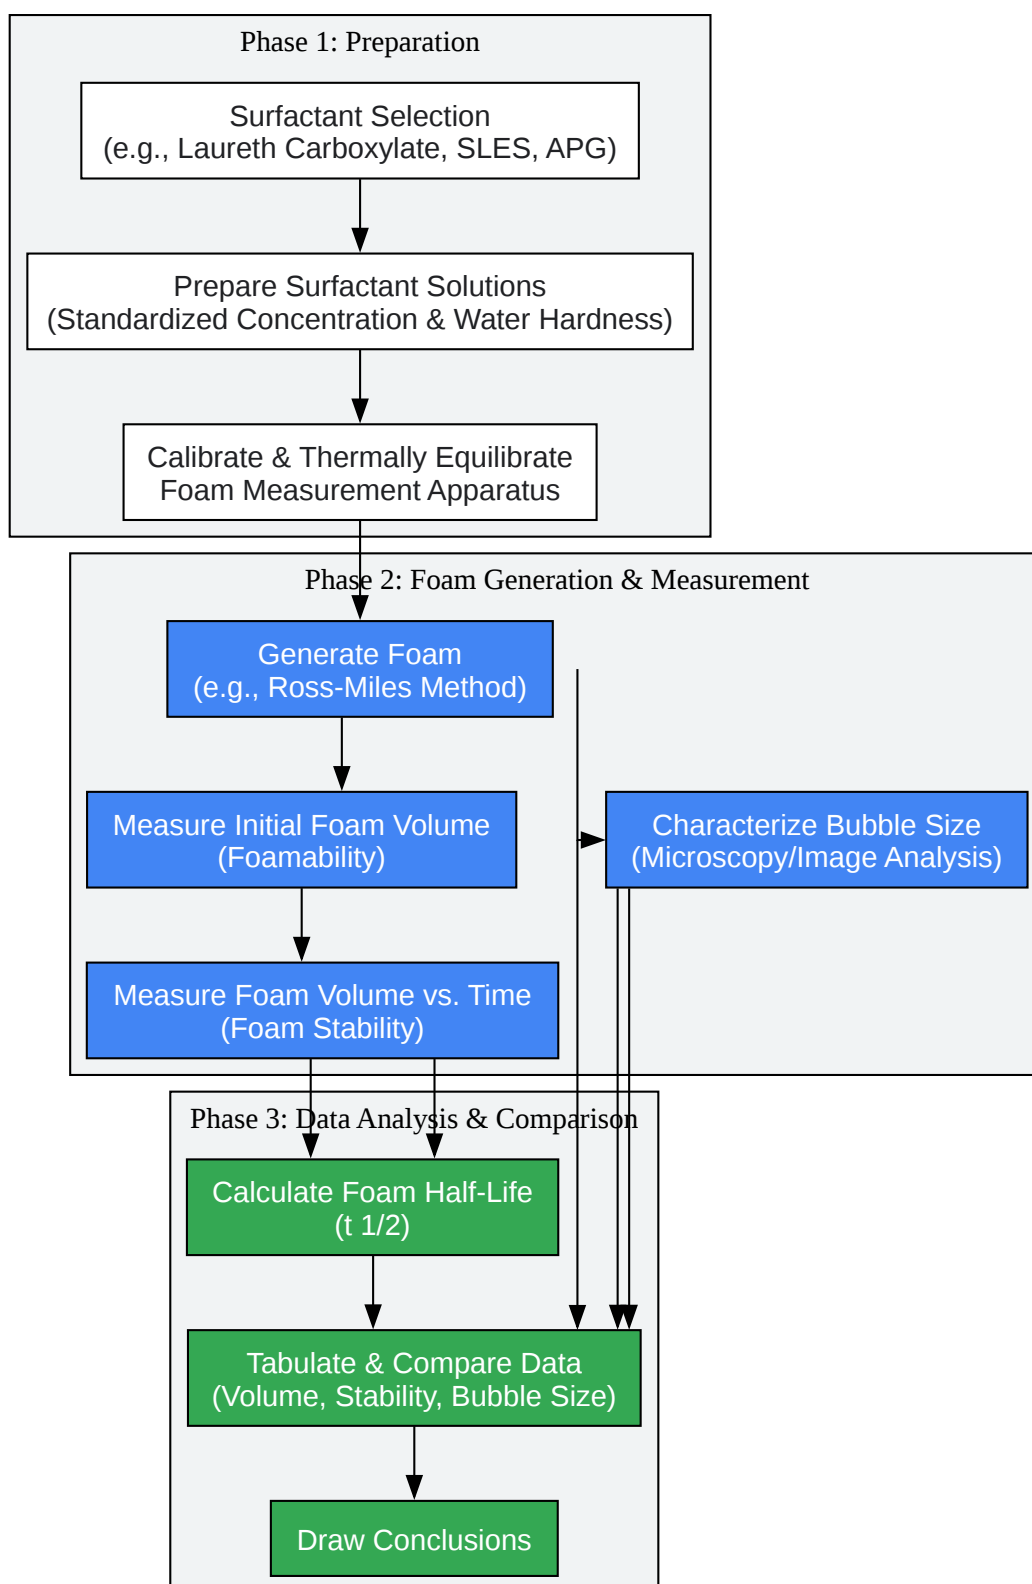 Phase 1: Preparation
Surfactant Selection
(e.g., Laureth Carboxylate, SLES, APG)
Prepare Surfactant Solutions
(Standardized Concentration & Water Hardness)
Calibrate & Thermally Equilibrate
Foam Measurement Apparatus
Phase 2: Foam Generation & Measurement
Generate Foam
(e.g., Ross-Miles Method)
Measure Initial Foam Volume
(Foamability)
Characterize Bubble Size
(Microscopy/Image Analysis)
Measure Foam Volume vs. Time
(Foam Stability)
Phase 3: Data Analysis & Comparison
Calculate Foam Half-Life
(t 1/2)
Tabulate & Compare Data
(Volume, Stability, Bubble Size)
Draw Conclusions